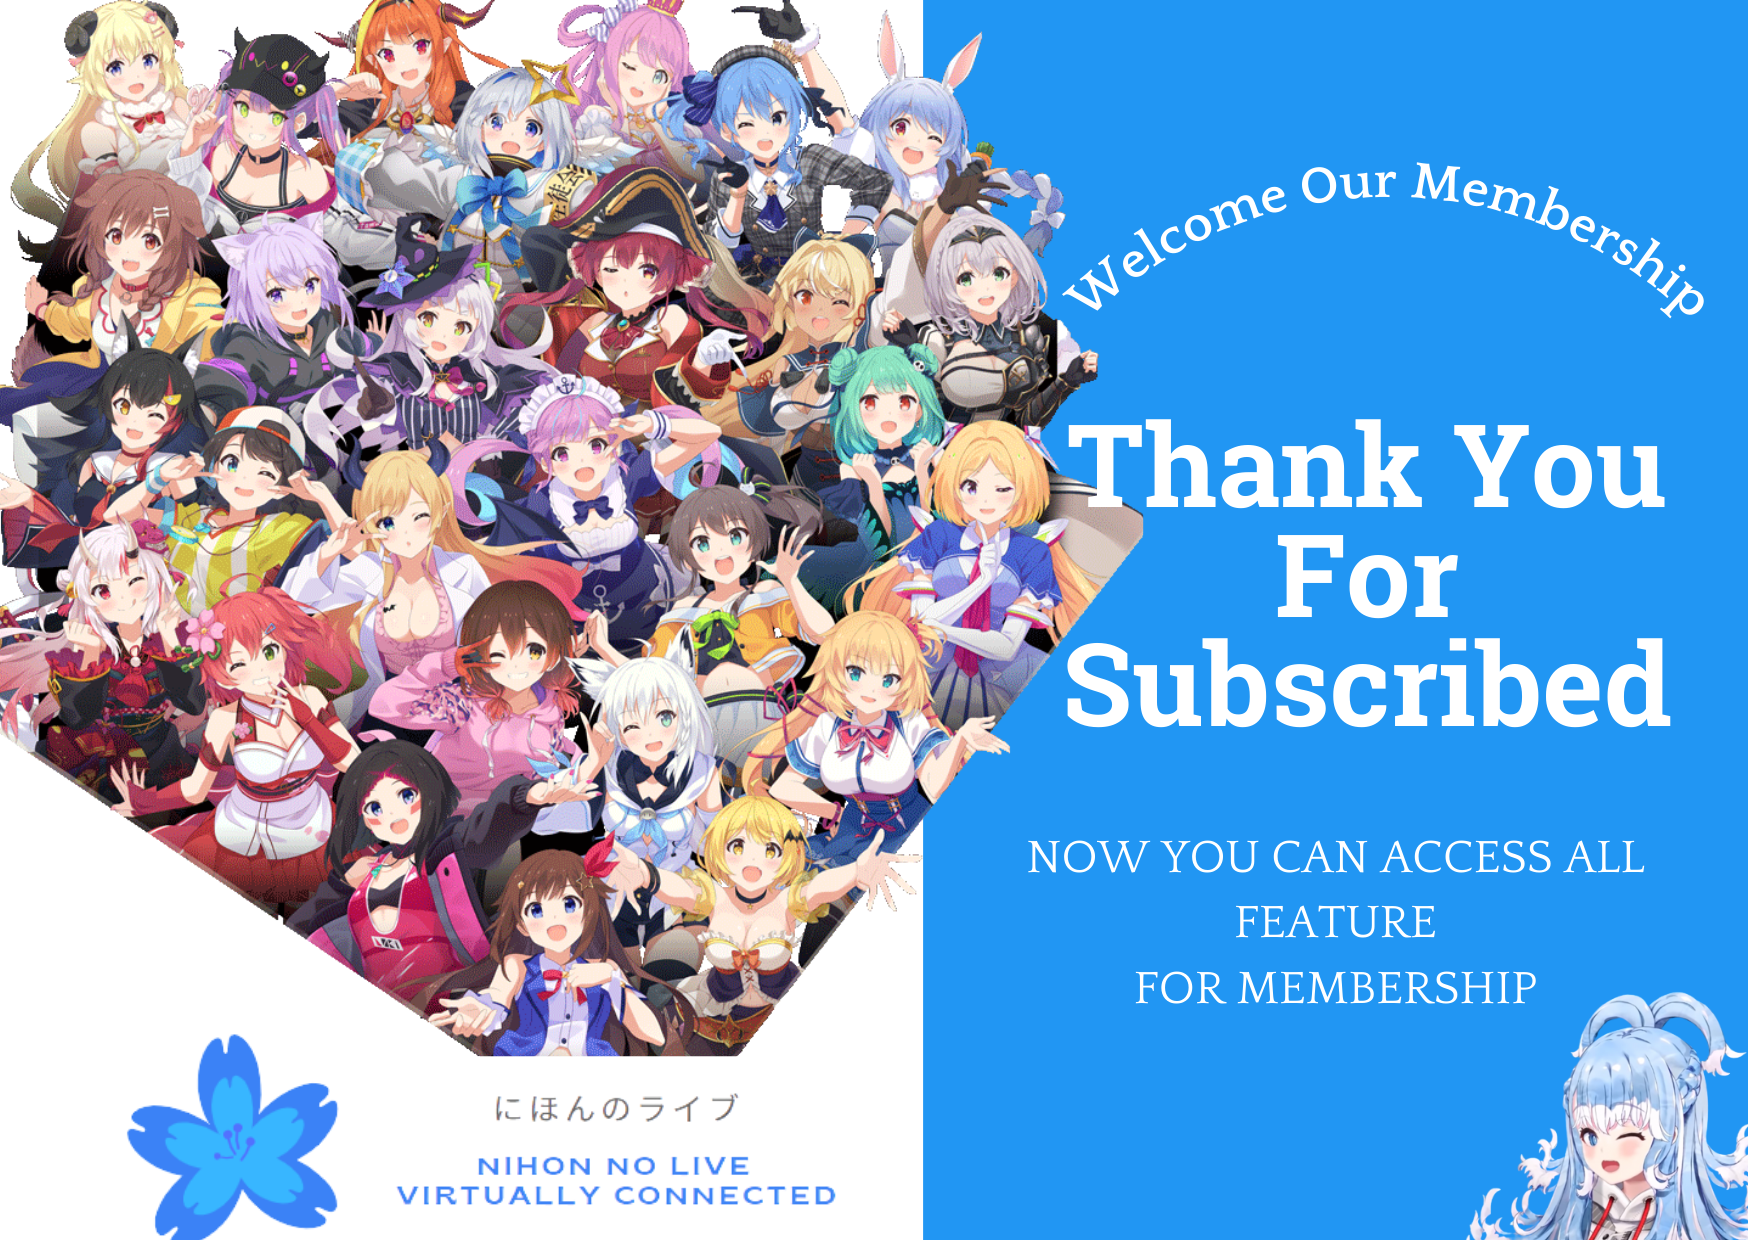 Welcome Our Membership
Thank You
For
Subscribed
NOW YOU CAN ACCESS ALL
FEATURE
FOR MEMBERSHIP
にほんのライブ
NIHON NO LIVE
VIRTUALLY CONNECTED